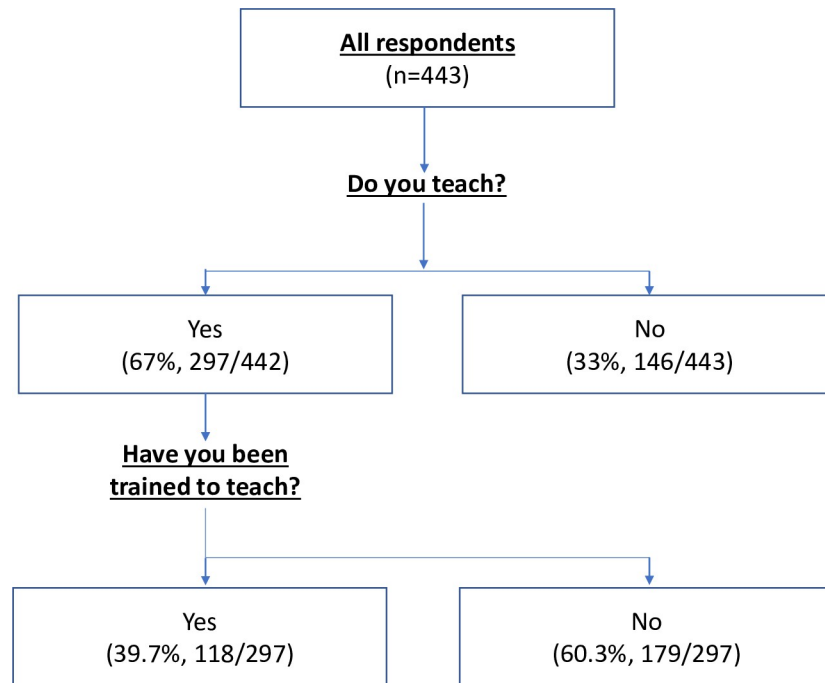 All respondents
(n=443)
Do you teach?
Yes
(67%, 297/442)
No
(33%, 146/443)
Have you been
trained to teach?
Yes
(39.7%, 118/297)
No
(60.3%, 179/297)